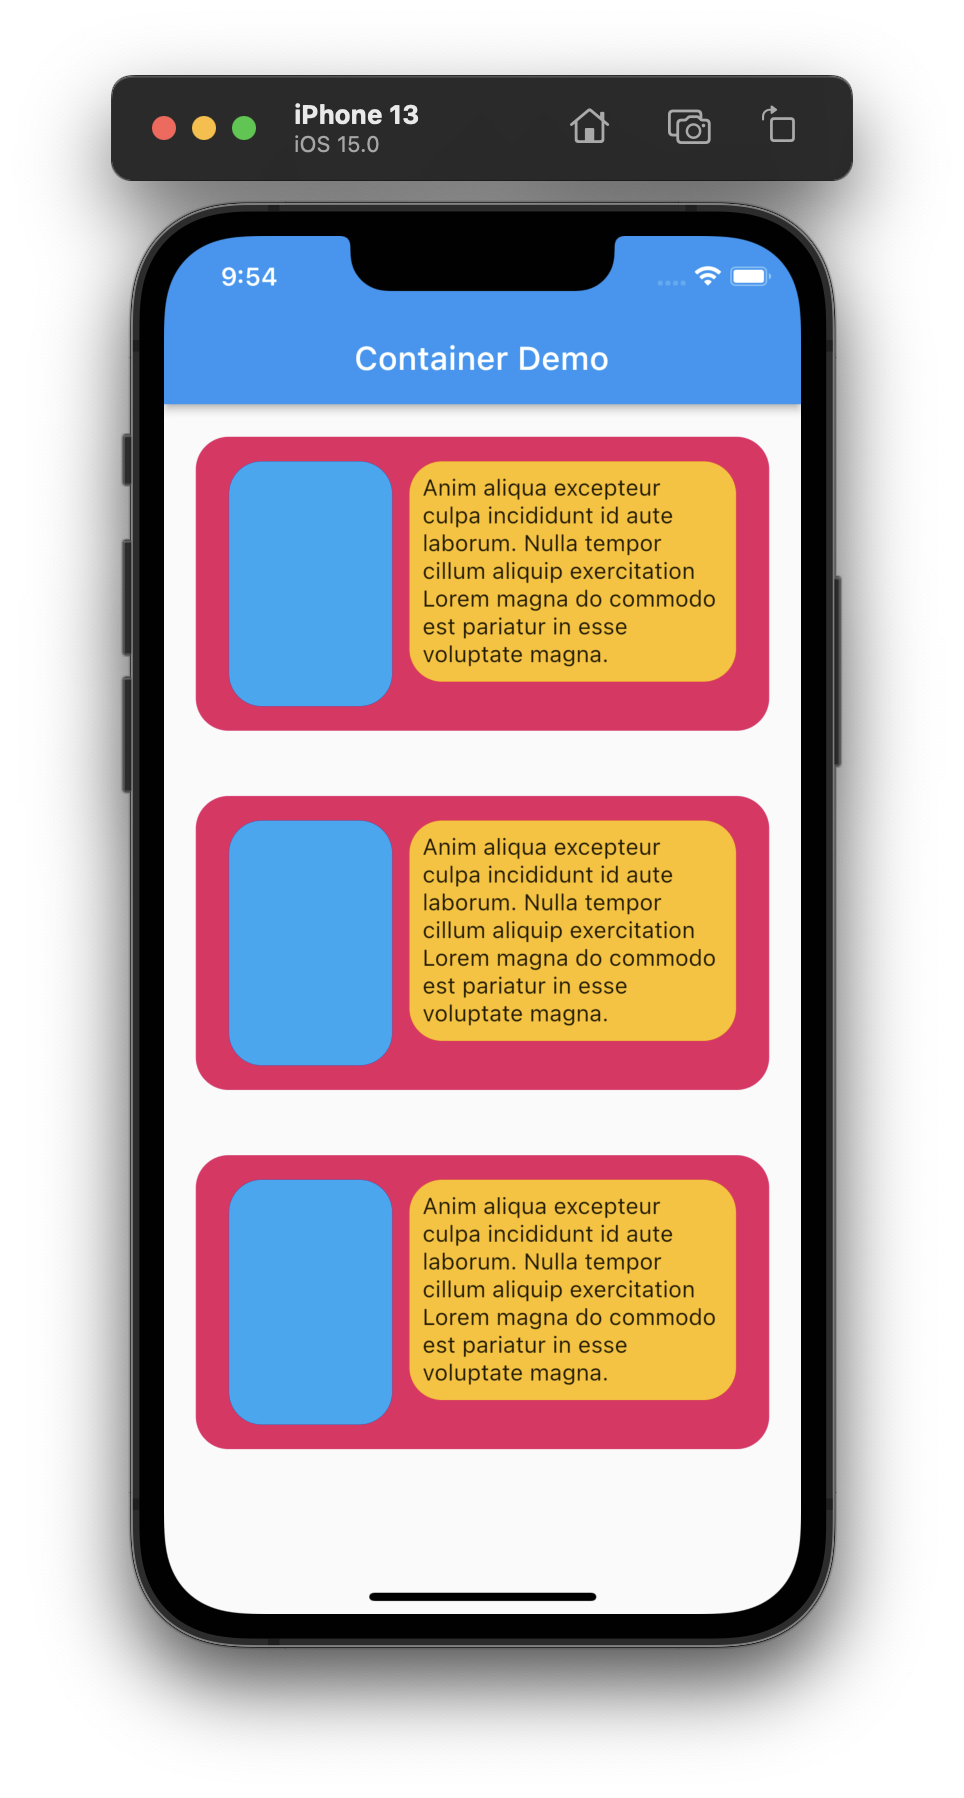 iPhone 13
iOS 15.0
9:54
Container Demo
Anim aliqua excepteur
culpa incididunt id aute
laborum. Nulla tempor
cillum aliquip exercitation
Lorem magna do commodo
est pariatur in esse
voluptate magna.
Anim aliqua excepteur
culpa incididunt id aute
laborum. Nulla tempor
cillum aliquip exercitation
Lorem magna do commodo
est pariatur in esse
voluptate magna.
Anim aliqua excepteur
culpa incididunt id aute
laborum. Nulla tempor
cillum aliquip exercitation
Lorem magna do commodo
est pariatur in esse
voluptate magna.